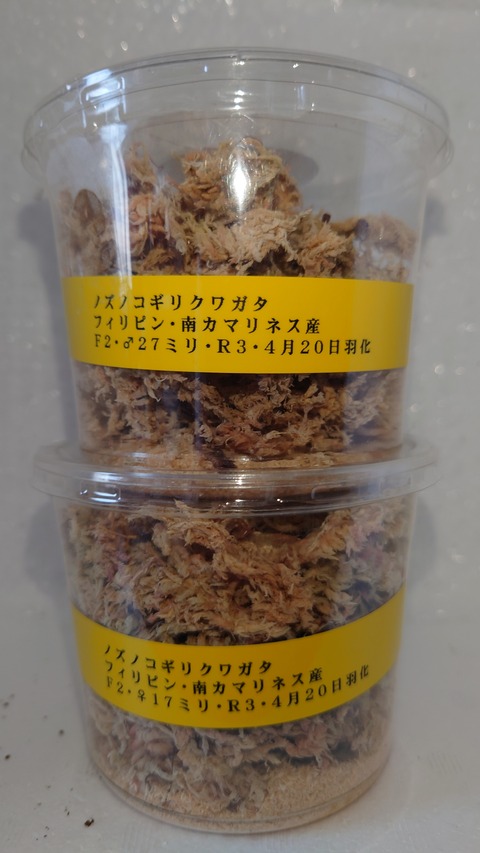 ノズノコギリクワガタ
フィリピン・南カマリネス産
F2・♂27ミリ・R3・4月20日羽化
ノズノコギリクワガタ
フィリピン・南カマリネス産
F2・♀17ミリ・R3・4月20日羽化